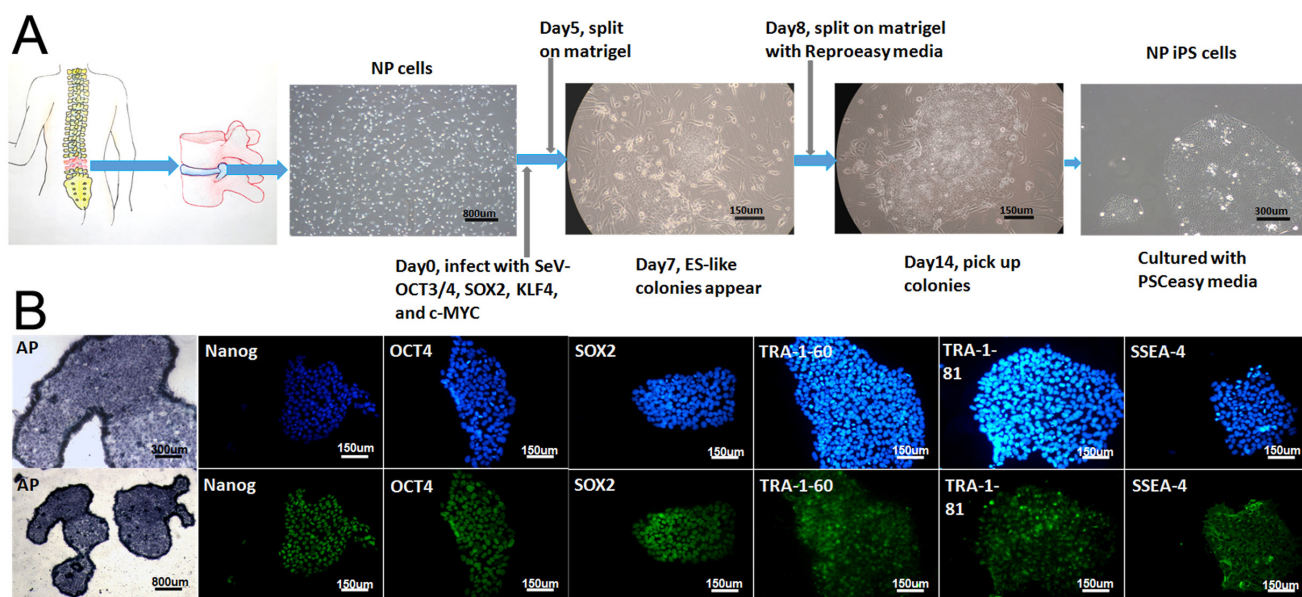 A
Day5, split
on matrigel
Day8, split on matrigel
with Reproeasy media
NP cells
NP iPS cells
800um
150um
150um
300um
Day0, infect with SeV-
OCT3/4, SOX2, KLF4,
and c-MYC
Day7, ES-like
colonies appear
Day14, pick up
colonies
Cultured with
PSCeasy media
B
AP
Nanog
OCT4
SOX2
TRA-1-60
TRA-1-
81
SSEA-4
300um
150um
150um
150um
150um
150um
150um
AP
Nanog
OCT4
SOX2
TRA-1-60
TRA-1-
81
SSEA-4
800um
150um
150um
150um
150um
150um
150um